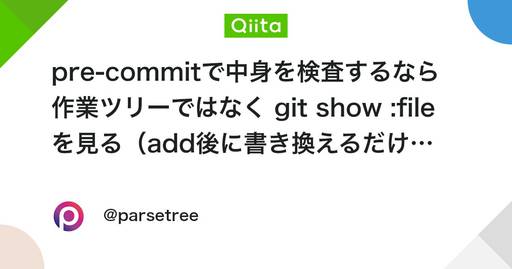 Qiita
pre-commitで中身を検査するなら
作業ツリーではなく git show :file
を見る（add後に書き換えるだけ…
@parsetree